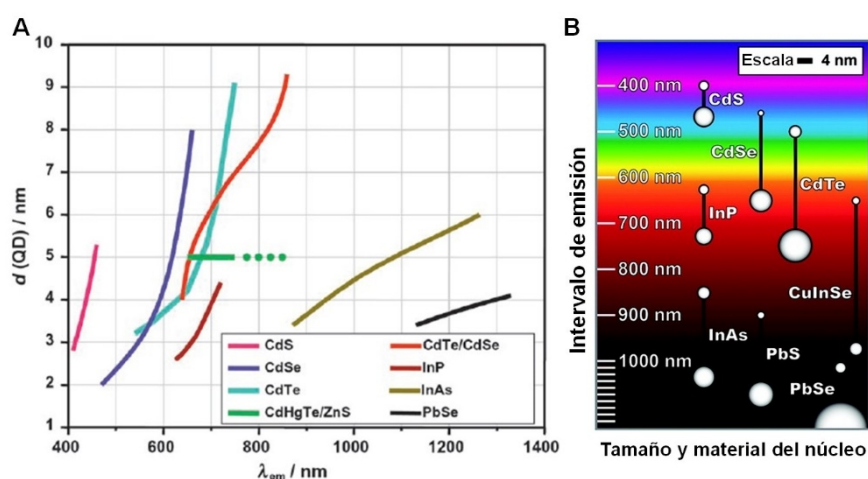 A
10
9
8
7
6
5
4
3
2
1
d (QD) / nm
400
600
800
1000
1200
1400
λem / nm
CdS
CdSe
CdTe
CdHgTe/ZnS
CdTe/CdSe
InP
InAs
PbSe
B
Escala 4 nm
400 nm
CdS
500 nm
CdSe
CdTe
600 nm
InP
700 nm
800 nm
CuInSe
900 nm
InAs
PbS
1000 nm
PbSe
Intervalo de emisión
Tamaño y material del núcleo